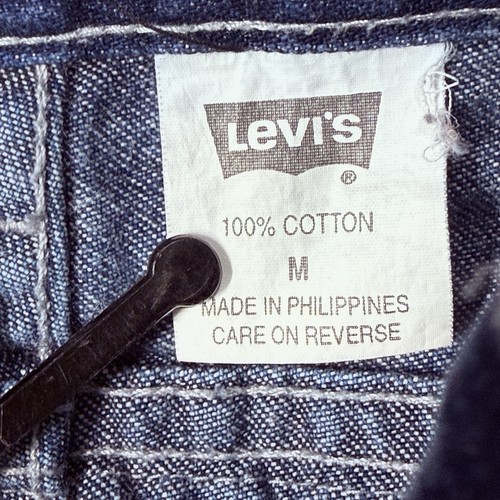 Levi's
®
100% COTTON
M
MADE IN PHILIPPINES
CARE ON REVERSE